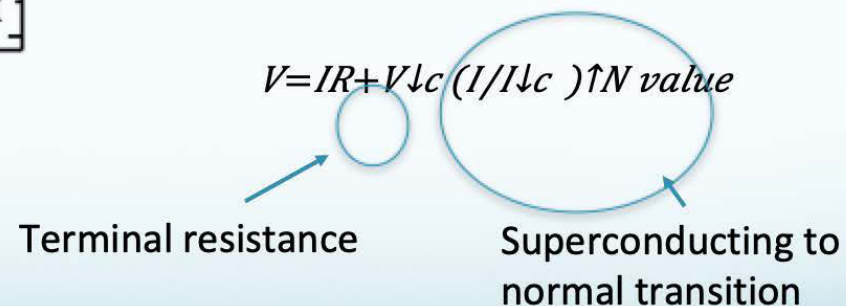 V=IR+V↓c (I/I↓c )↑N value
Terminal resistance
Superconducting to
normal transition